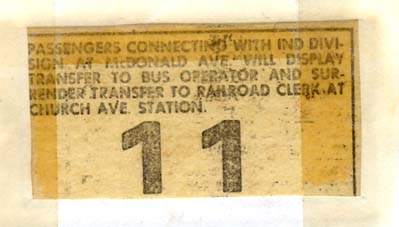 PASSENGERS CONNECTING WITH IND DIVI-
SION AT McDONALD AVE. WILL DISPLAY
TRANSFER TO BUS OPERATOR AND SUR-
RENDER TRANSFER TO RAILROAD CLERK AT
CHURCH AVE. STATION.
11